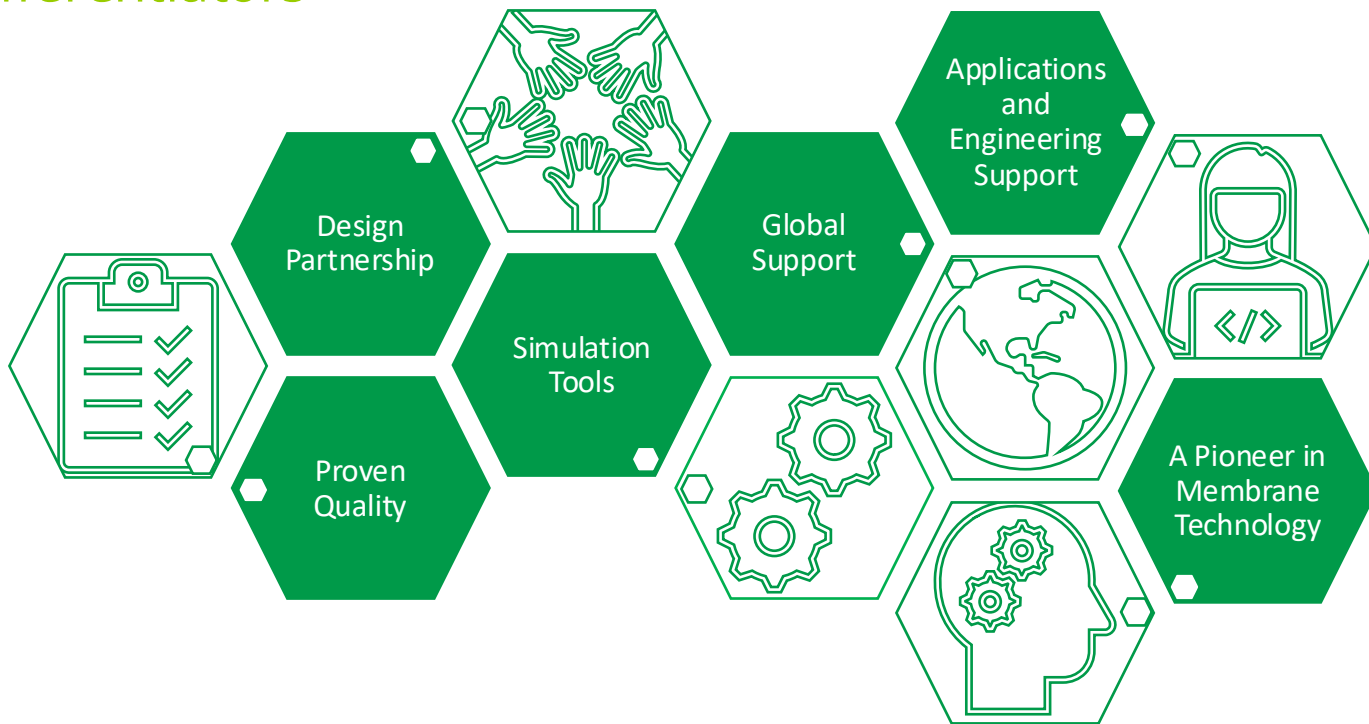 Design
Partnership
Proven
Quality
Simulation
Tools
Global
Support
Applications
and
Engineering
Support
</>
A Pioneer in
Membrane
Technology